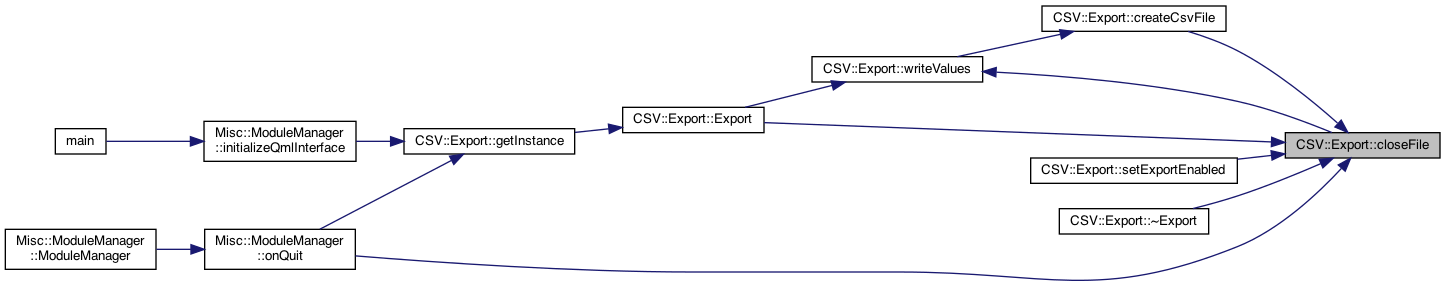 CSV::Export::createCsvFile
CSV::Export::writeValues
CSV::Export::Export
Misc::ModuleManager
::initializeQmlInterface
main
CSV::Export::getInstance
CSV::Export::closeFile
CSV::Export::setExportEnabled
CSV::Export::~Export
Misc::ModuleManager
::ModuleManager
Misc::ModuleManager
::onQuit